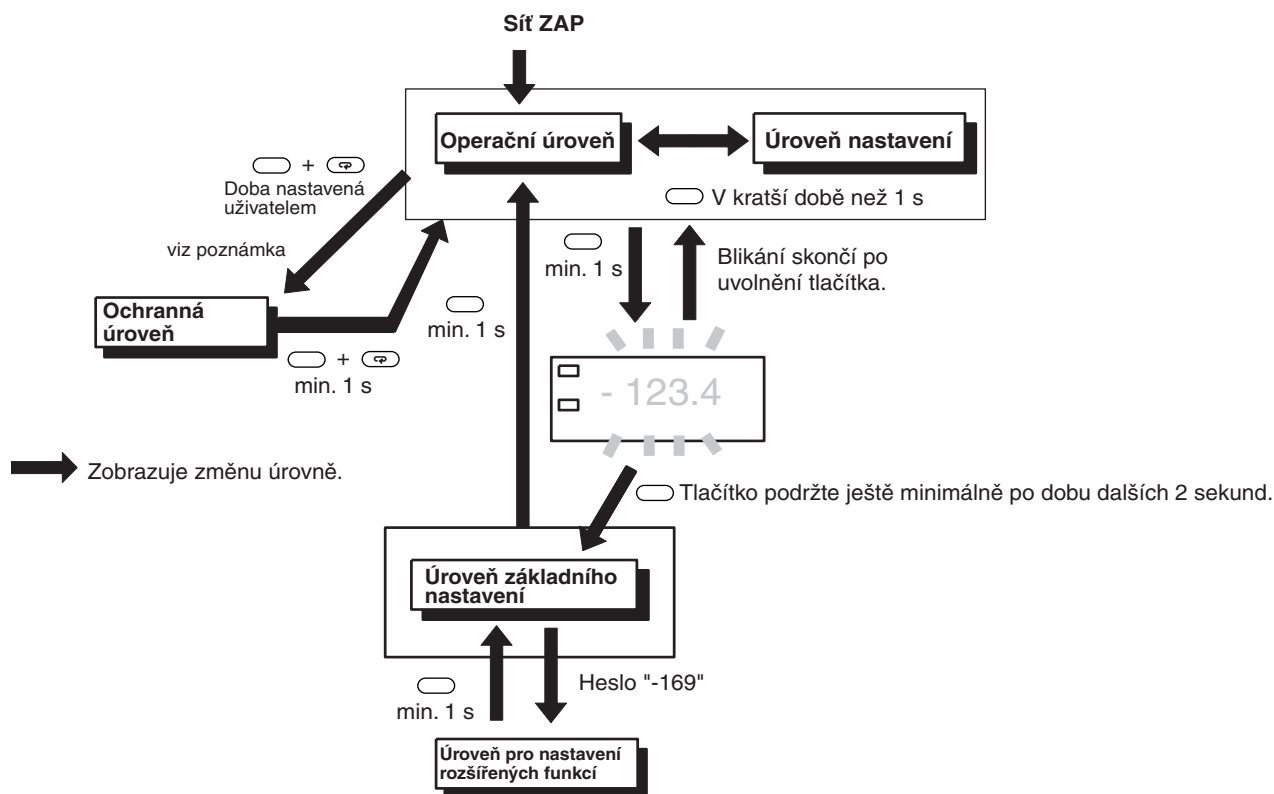 Síť ZAP
Operační úroveň
Úroveň nastavení
+
Doba nastavená
uživatelem
V kratší době než 1 s
viz poznámka
min. 1 s
Blikání skončí po
uvolnění tlačítka.
Ochranná
úroveň
min. 1 s
+
min. 1 s
- 123.4
Zobrazuje změnu úrovně.
Tlačítko podržte ještě minimálně po dobu dalších 2 sekund.
Úroveň základního
nastavení
Heslo "-169"
min. 1 s
Úroveň pro nastavení
rozšířených funkcí